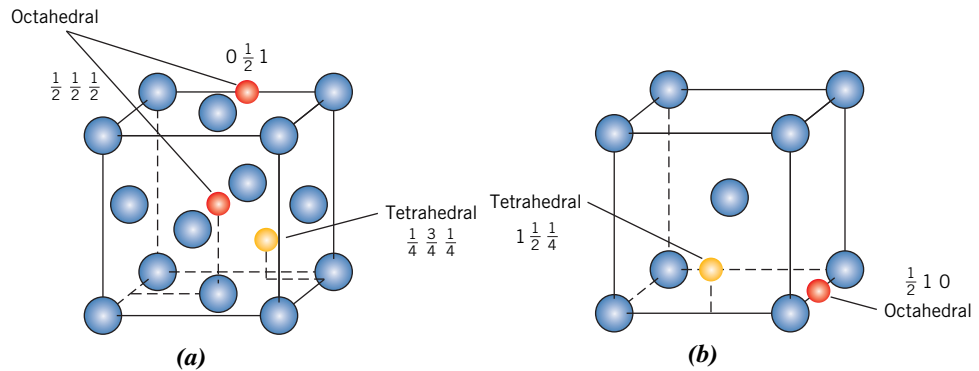 Octahedral
0 1/2 1
1/2 1/2 1/2
Tetrahedral
1/4 3/4 1/4
(a)
Tetrahedral
1 1/2 1/4
1/2 1 0
Octahedral
(b)